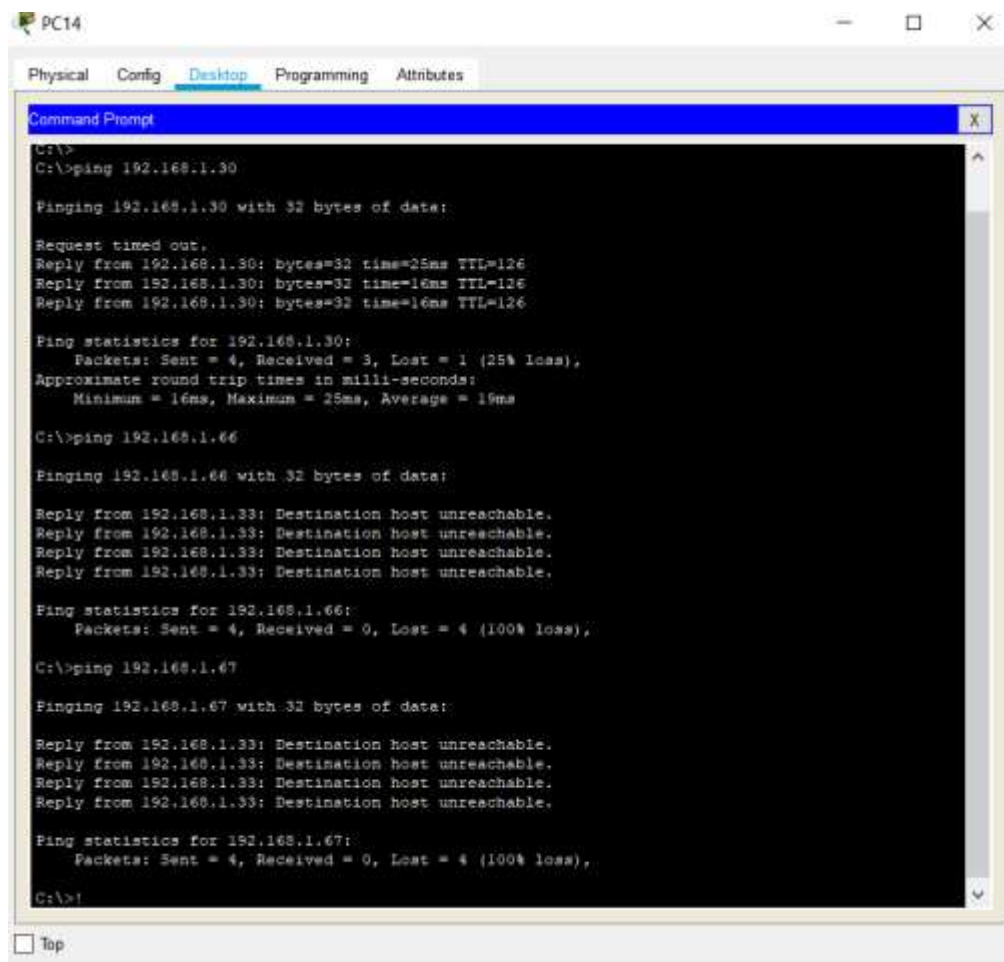 PC14
Physical Config Desktop Programming Attributes
Command Prompt
X
C:\>
C:\>ping 192.168.1.30
Pinging 192.168.1.30 with 32 bytes of data:
Request timed out.
Reply from 192.168.1.30: bytes=32 time=25ms TTL=126
Reply from 192.168.1.30: bytes=32 time=16ms TTL=126
Reply from 192.168.1.30: bytes=32 time=16ms TTL=126
Ping statistics for 192.168.1.30:
Packets: Sent = 4, Received = 3, Lost = 1 (25% loss),
Approximate round trip times in milli-seconds:
Minimum = 16ms, Maximum = 25ms, Average = 19ms
C:\>ping 192.168.1.66
Pinging 192.168.1.66 with 32 bytes of data:
Reply from 192.168.1.33: Destination host unreachable.
Reply from 192.168.1.33: Destination host unreachable.
Reply from 192.168.1.33: Destination host unreachable.
Reply from 192.168.1.33: Destination host unreachable.
Ping statistics for 192.168.1.66:
Packets: Sent = 4, Received = 0, Lost = 4 (100% loss),
C:\>ping 192.168.1.67
Pinging 192.168.1.67 with 32 bytes of data:
Reply from 192.168.1.33: Destination host unreachable.
Reply from 192.168.1.33: Destination host unreachable.
Reply from 192.168.1.33: Destination host unreachable.
Reply from 192.168.1.33: Destination host unreachable.
Ping statistics for 192.168.1.67:
Packets: Sent = 4, Received = 0, Lost = 4 (100% loss),
C:\>!
Top